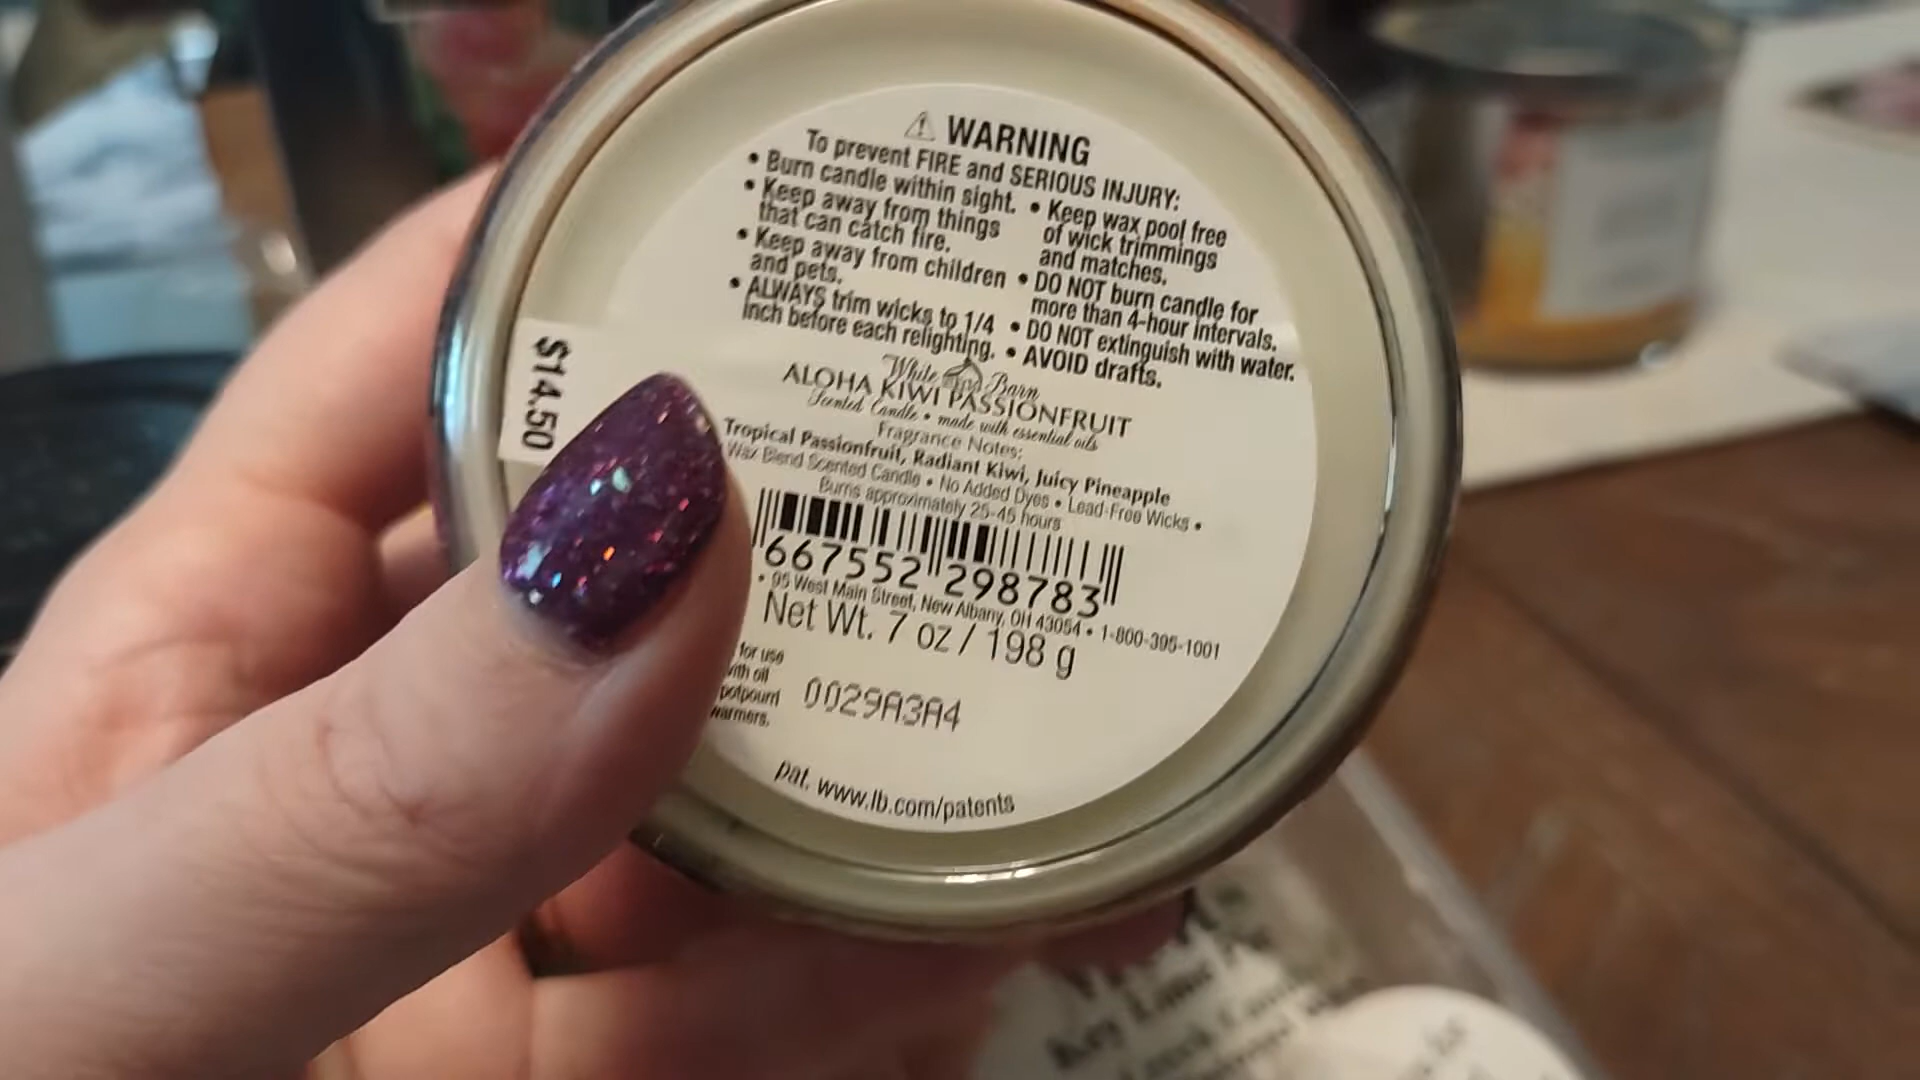 WARNING
To prevent FIRE and SERIOUS INJURY:
• Burn candle within sight.
• Keep away from things
that can catch fire.
• Keep away from children
and pets.
• ALWAYS trim wicks to 1/4
inch before each relighting.
• Keep wax pool free
of wick trimmings
and matches.
• DO NOT burn candle for
more than 4-hour intervals.
• DO NOT extinguish with water.
• AVOID drafts.
White Barn
ALOHA KIWI PASSIONFRUIT
Scented Candle • made with essential oils
Fragrance Notes:
Tropical Passionfruit, Radiant Kiwi, Juicy Pineapple
Wax Blend Scented Candle • No Added Dyes • Lead-Free Wicks •
Burns approximately 25-45 hours
667552 298783
• 95 West Main Street, New Albany, OH 43054 • 1-800-395-1001
Net Wt. 7 oz / 198 g
for use
with oil
potpourri
warmers.
0029A3A4
pat. www.lb.com/patents
$14.50
Key Lime